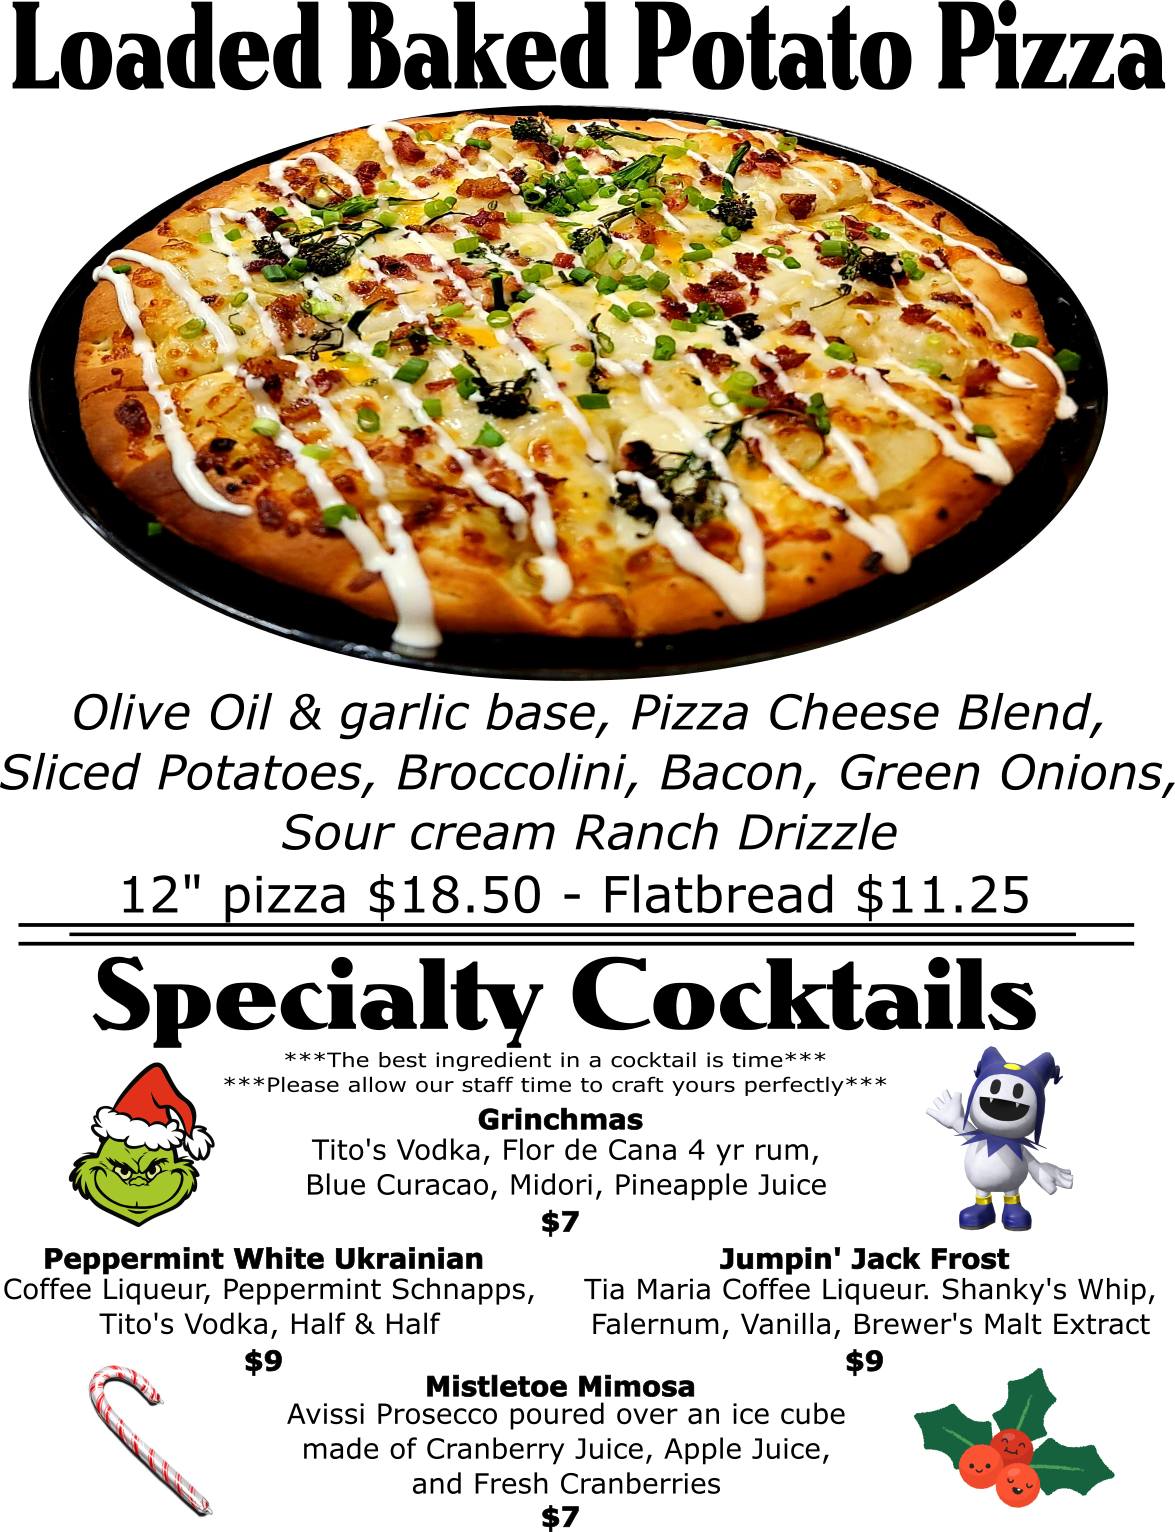 Loaded Baked Potato Pizza
Olive Oil & garlic base, Pizza Cheese Blend,
Sliced Potatoes, Broccolini, Bacon, Green Onions,
Sour cream Ranch Drizzle
12" pizza $18.50 - Flatbread $11.25
Specialty Cocktails
***The best ingredient in a cocktail is time***
***Please allow our staff time to craft yours perfectly***
Grinchmas
Tito's Vodka, Flor de Cana 4 yr rum,
Blue Curacao, Midori, Pineapple Juice
$7
Peppermint White Ukrainian
Coffee Liqueur, Peppermint Schnapps,
Tito's Vodka, Half & Half
$9
Jumpin' Jack Frost
Tia Maria Coffee Liqueur. Shanky's Whip,
Falernum, Vanilla, Brewer's Malt Extract
$9
Mistletoe Mimosa
Avissi Prosecco poured over an ice cube
made of Cranberry Juice, Apple Juice,
and Fresh Cranberries
$7